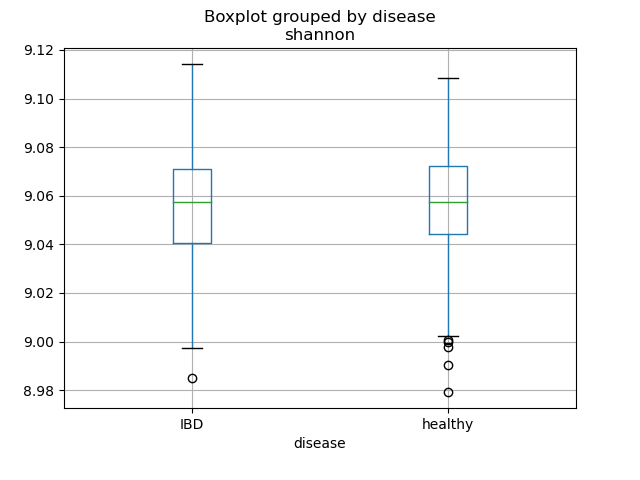 Boxplot grouped by disease
shannon
9.12
9.10
9.08
9.06
9.04
9.02
9.00
8.98
IBD healthy
disease